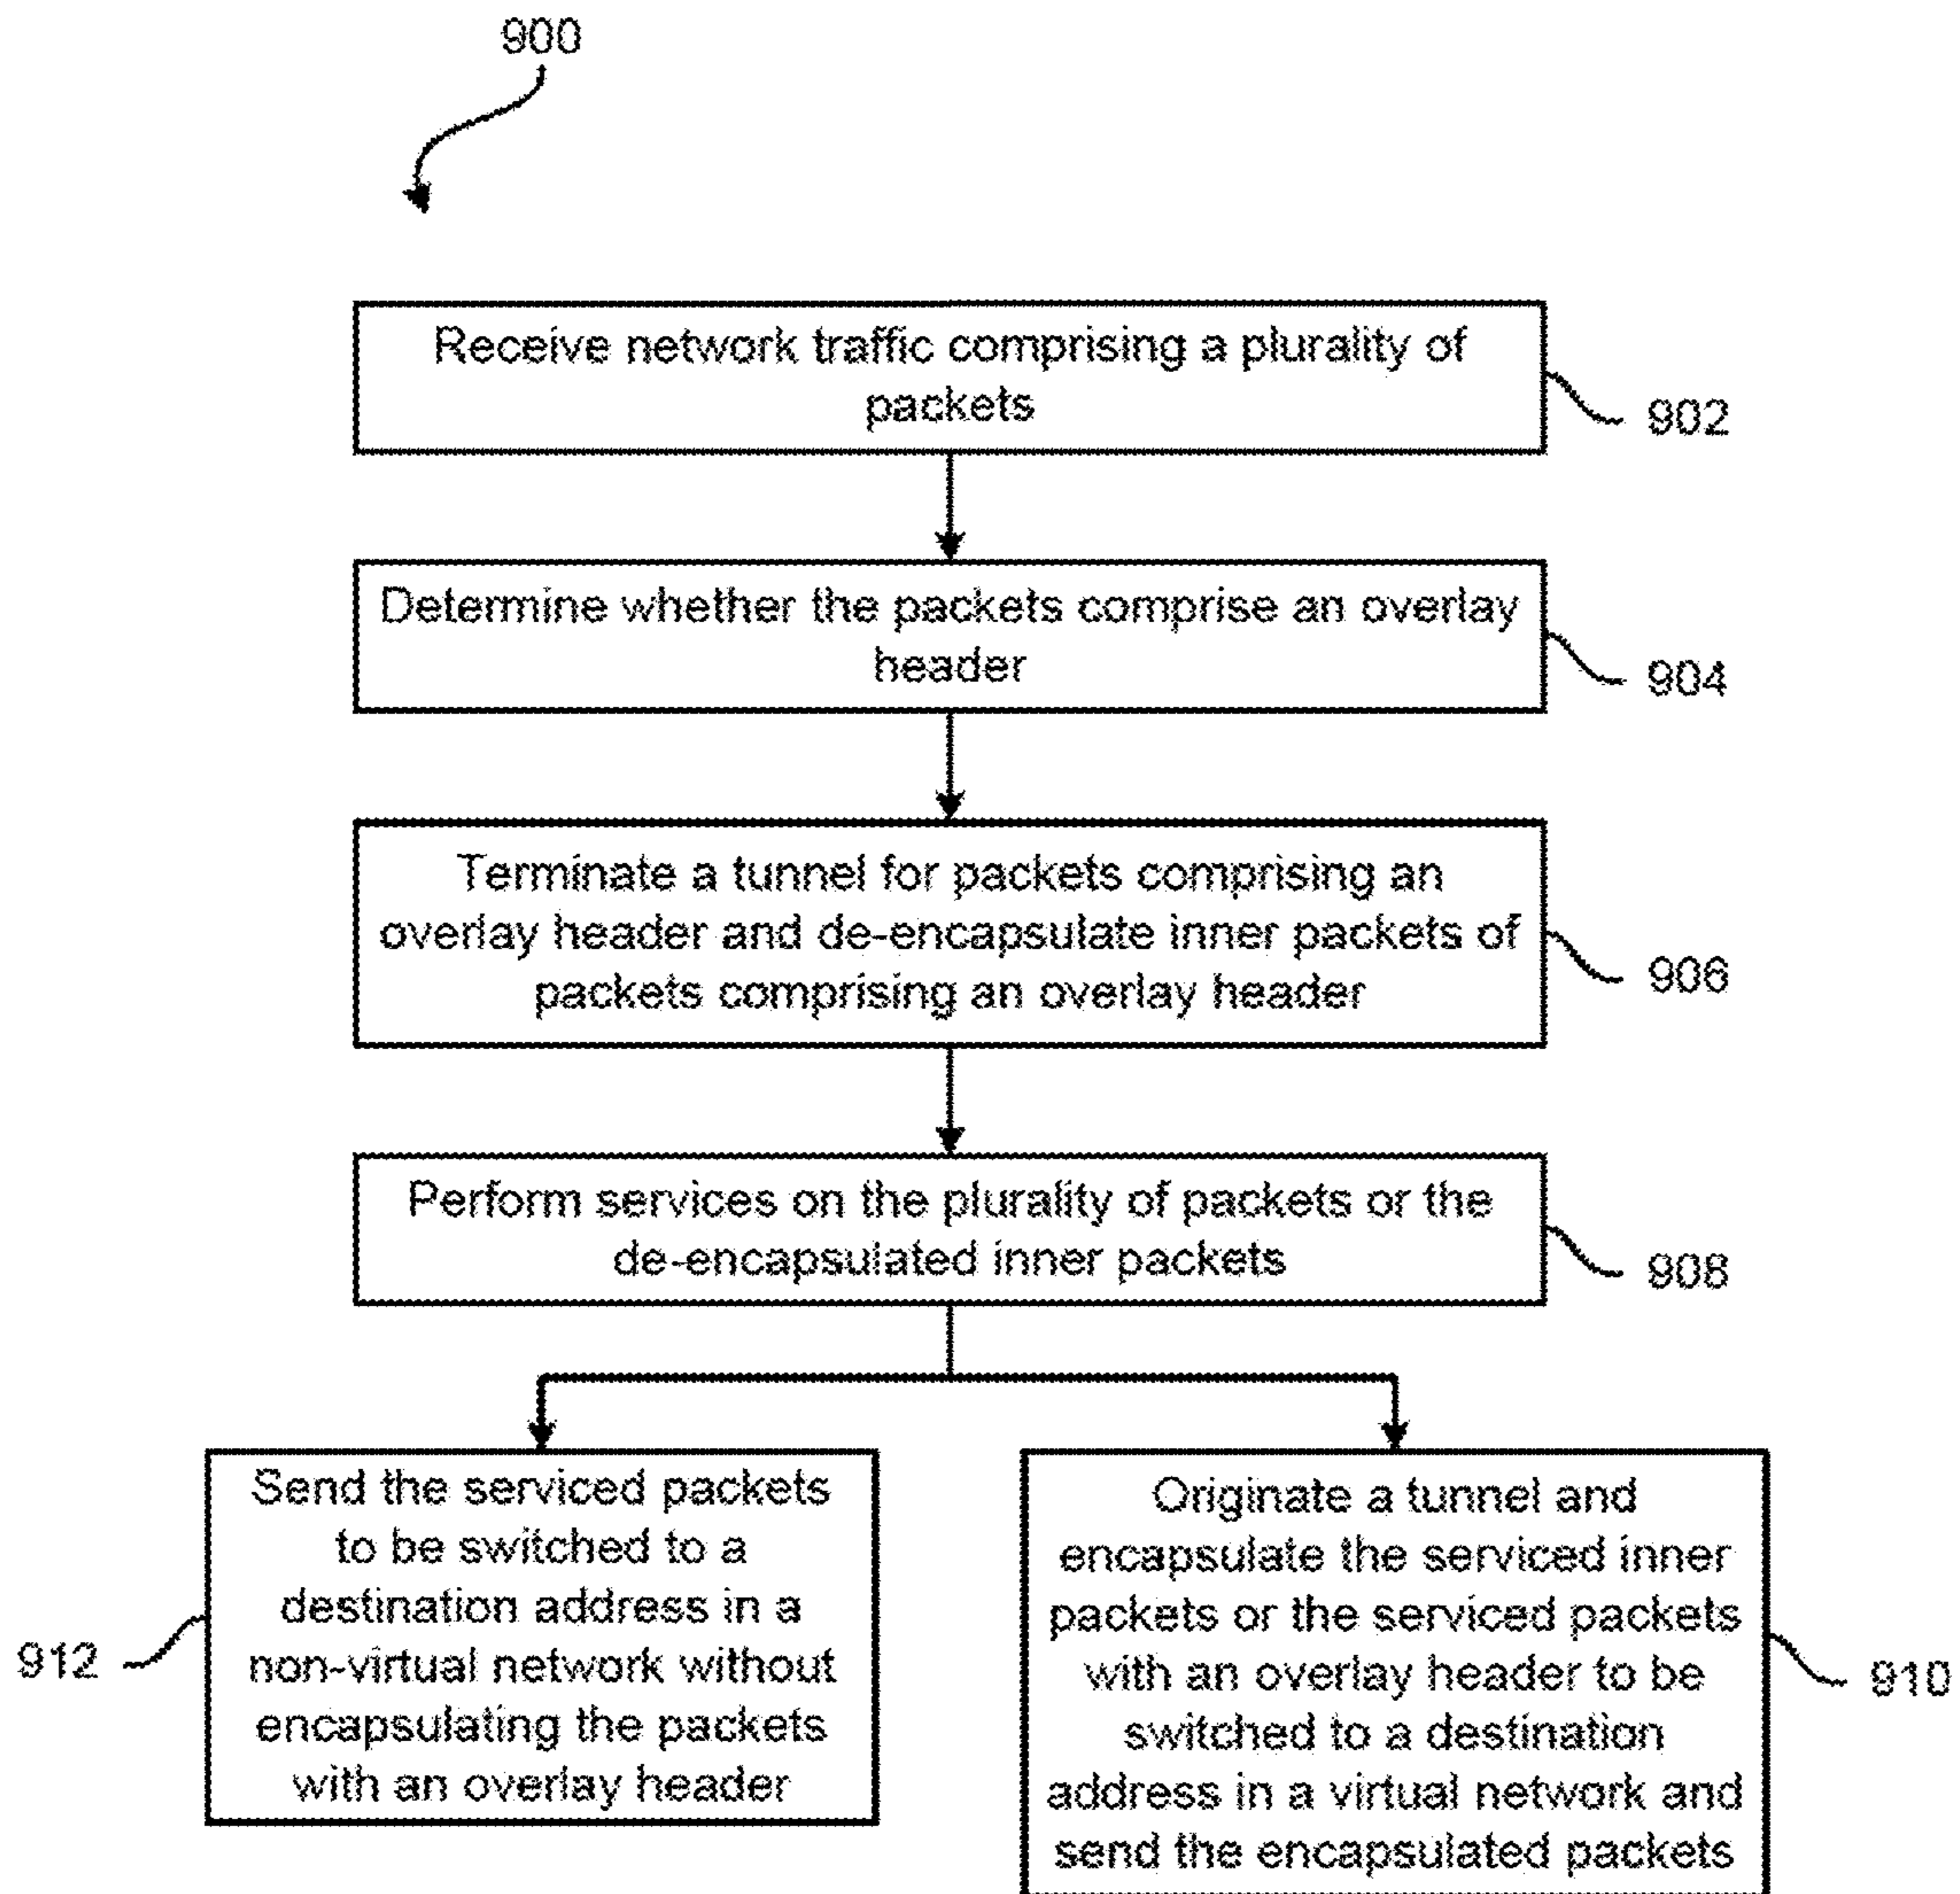 900
Receive network traffic comprising a plurality of
packets
902
Determine whether the packets comprise an overlay
header
904
Terminate a tunnel for packets comprising an
overlay header and de-encapsulate inner packets of
packets comprising an overlay header
906
Perform services on the plurality of packets or the
de-encapsulated inner packets
908
Send the serviced packets
to be switched to a
destination address in a
non-virtual network without
encapsulating the packets
with an overlay header
912
Originate a tunnel and
encapsulate the serviced inner
packets or the serviced packets
with an overlay header to be
switched to a destination
address in a virtual network and
send the encapsulated packets
910